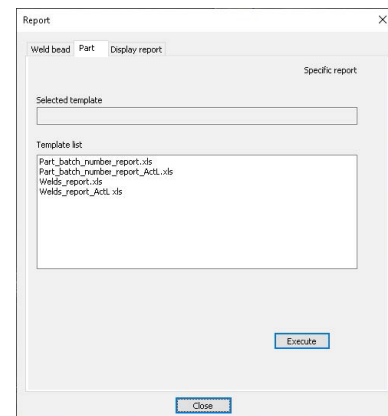 Report
Weld bead Part Display report
Specific report
Selected template
Template list
Part_batch_number_report.xls
Part_batch_number_report_ActL.xls
Welds_report.xls
Welds_report_ActL.xls
Execute
Close